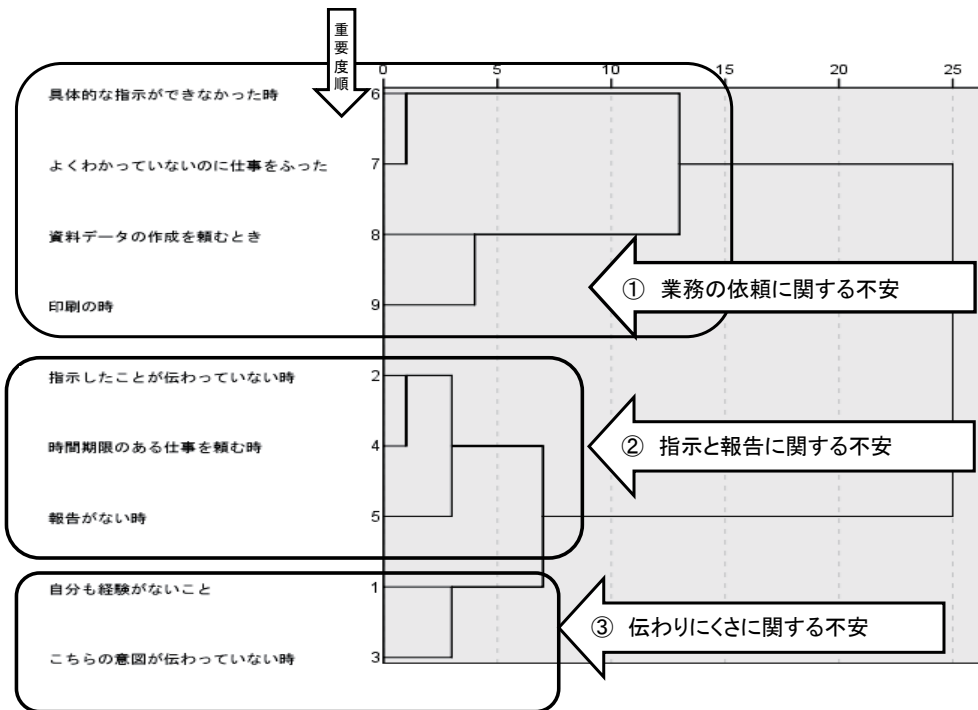 重要度順
0 5 10 15 20 25
具体的な指示ができなかった時 6
よくわかっていないのに仕事をふった 7
資料データの作成を頼むとき 8
① 業務の依頼に関する不安
印刷の時 9
指示したことが伝わっていない時 2
時間期限のある仕事を頼む時 4
② 指示と報告に関する不安
報告がない時 5
自分も経験がないこと 1
③ 伝わりにくさに関する不安
こちらの意図が伝わっていない時 3